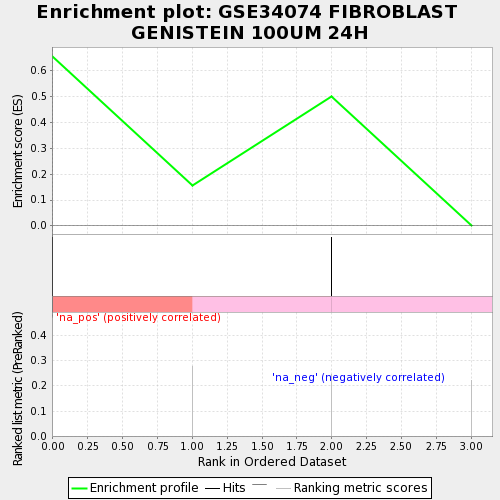 Enrichment plot: GSE34074 FIBROBLAST
GENISTEIN 100UM 24H
Enrichment score (ES)
0.6
0.5
0.4
0.3
0.2
0.1
0.0
'na_pos' (positively correlated)
Ranked list metric (PreRanked)
0.4
0.3
0.2
0.1
0.0
'na_neg' (negatively correlated)
0.00 0.25 0.50 0.75 1.00 1.25 1.50 1.75 2.00 2.25 2.50 2.75 3.00
Rank in Ordered Dataset
Enrichment profile Hits Ranking metric scores